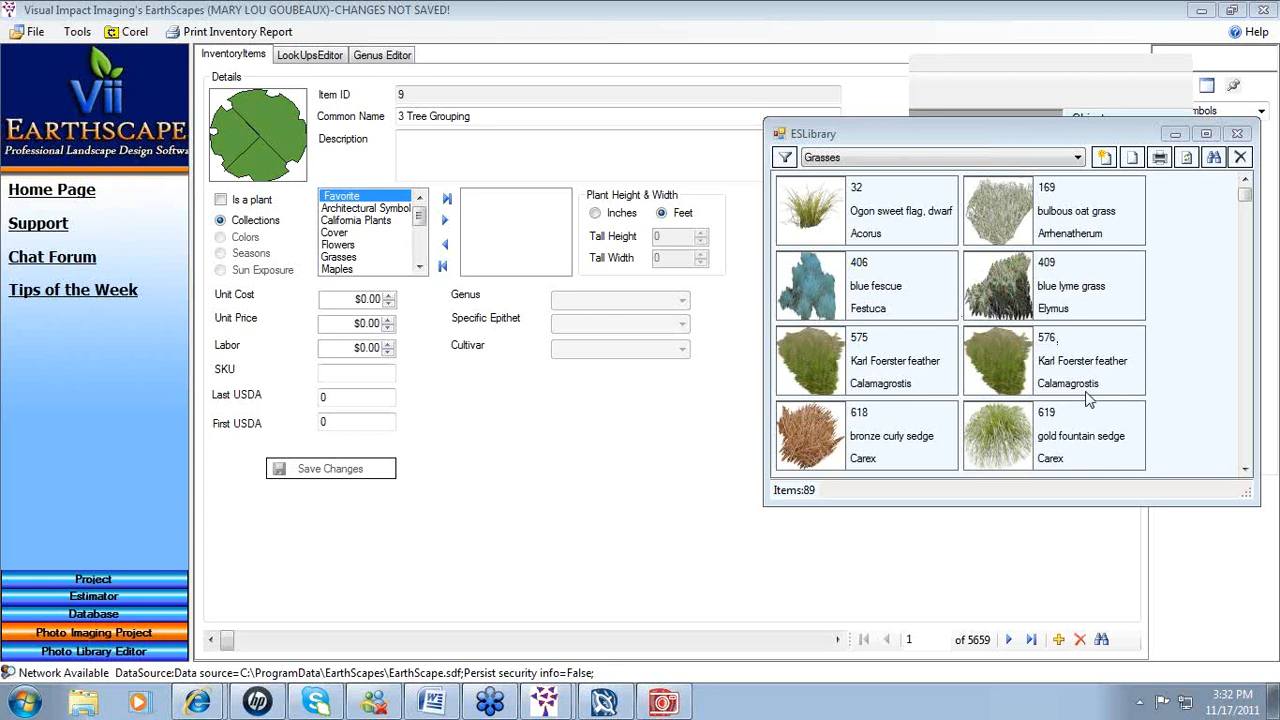 Visual Impact Imaging's EarthScapes (MARY LOU GOUBEAUX)-CHANGES NOT SAVED!
File Tools Corel Print Inventory Report Help
vii
EARTHSCAPE
Professional Landscape Design Softwa
Home Page
Support
Chat Forum
Tips of the Week
Project
Estimator
Database
Photo Imaging Project
Photo Library Editor
InventoryItems LookUpsEditor Genus Editor
Details
Item ID 9
Common Name 3 Tree Grouping
Description
Is a plant
Collections
Colors
Seasons
Sun Exposure
Favorite
Architectural Symbol
Califonia Plants
Cover
Flowers
Grasses
Maples
Plant Height & Width
Inches Feet
Tall Height 0
Tall Width 0
Unit Cost $0.00
Unit Price $0.00
Labor $0.00
SKU
Last USDA 0
First USDA 0
Genus
Specific Epithet
Cultivar
Save Changes
1 of 5659
mbols
ESLibrary
Grasses
32
Ogon sweet flag, dwarf
Acorus
169
bulbous oat grass
Arrhenatherum
406
blue fescue
Festuca
409
blue lyme grass
Elymus
575
Karl Foerster feather
Calamagrostis
576
Karl Foerster feather
Calamagrostis
618
bronze curly sedge
Carex
619
gold fountain sedge
Carex
Items:89
Network Available DataSource:Data source=C:\ProgramData\EarthScapes\EarthScape.sdf;Persist security info=False;
3:32 PM
11/17/2011